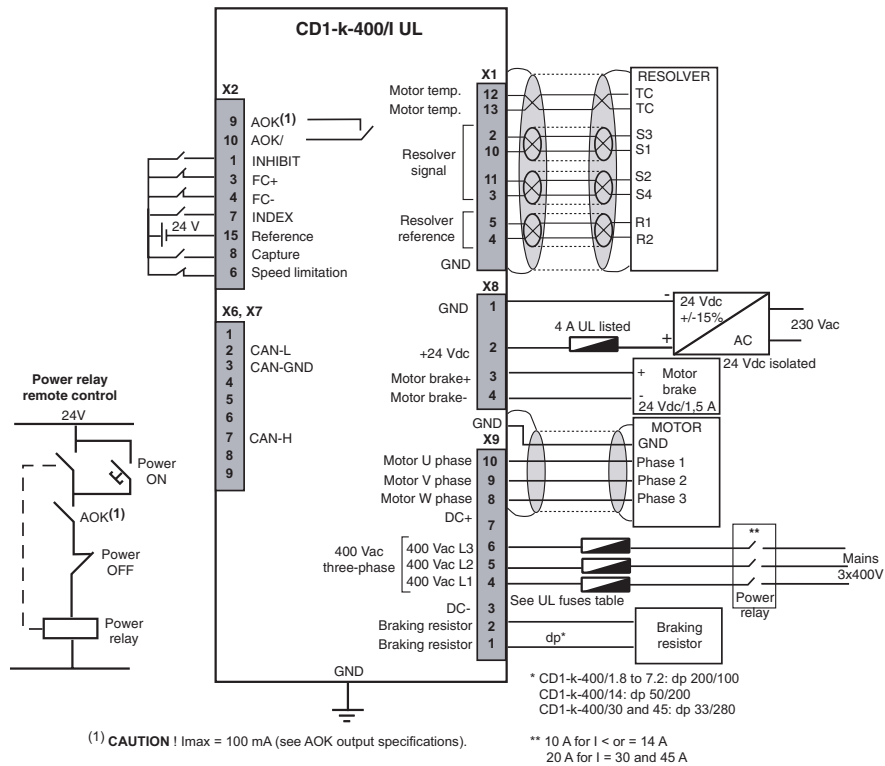 CD1-k-400/I UL
X2
9 AOK(1)
10 AOK/
1 INHIBIT
3 FC+
4 FC-
7 INDEX
24 V
15 Reference
8 Capture
6 Speed limitation
X6, X7
1
2 CAN-L
3 CAN-GND
4
5
6
7 CAN-H
8
9
Power relay
remote control
24V
Power
ON
AOK(1)
Power
OFF
Power
relay
X1
Motor temp. 12
Motor temp. 13
Resolver
signal
2
10
11
3
Resolver
reference
5
4
GND
RESOLVER
TC
TC
S3
S1
S2
S4
R1
R2
X8
GND 1
+24 Vdc 2
Motor brake+ 3
Motor brake- 4
4 A UL listed
-
+
24 Vdc
+/-15%
AC
230 Vac
24 Vdc isolated
+ Motor
brake
-
24 Vdc/1,5 A
GND
X9
Motor U phase 10
Motor V phase 9
Motor W phase 8
DC+ 7
MOTOR
GND
Phase 1
Phase 2
Phase 3
400 Vac
three-phase
400 Vac L3 6
400 Vac L2 5
400 Vac L1 4
DC- 3
Braking resistor 2
Braking resistor 1
See UL fuses table
**
Power
relay
Mains
3x400V
dp*
Braking
resistor
GND
* CD1-k-400/1.8 to 7.2: dp 200/100
CD1-k-400/14: dp 50/200
CD1-k-400/30 and 45: dp 33/280
(1) CAUTION ! Imax = 100 mA (see AOK output specifications).
** 10 A for I < or = 14 A
20 A for I = 30 and 45 A